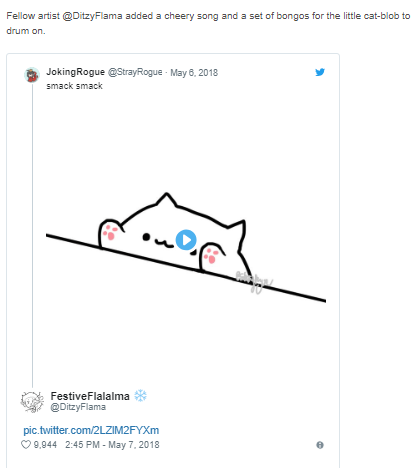 Fellow artist @DitzyFlama added a cheery song and a set of bongos for the little cat-blob to
drum on.
JokingRogue @StrayRogue · May 6, 2018
smack smack
FestiveFlalalma
@DitzyFlama
pic.twitter.com/2LZIM2FYXm
9,944 2:45 PM - May 7, 2018